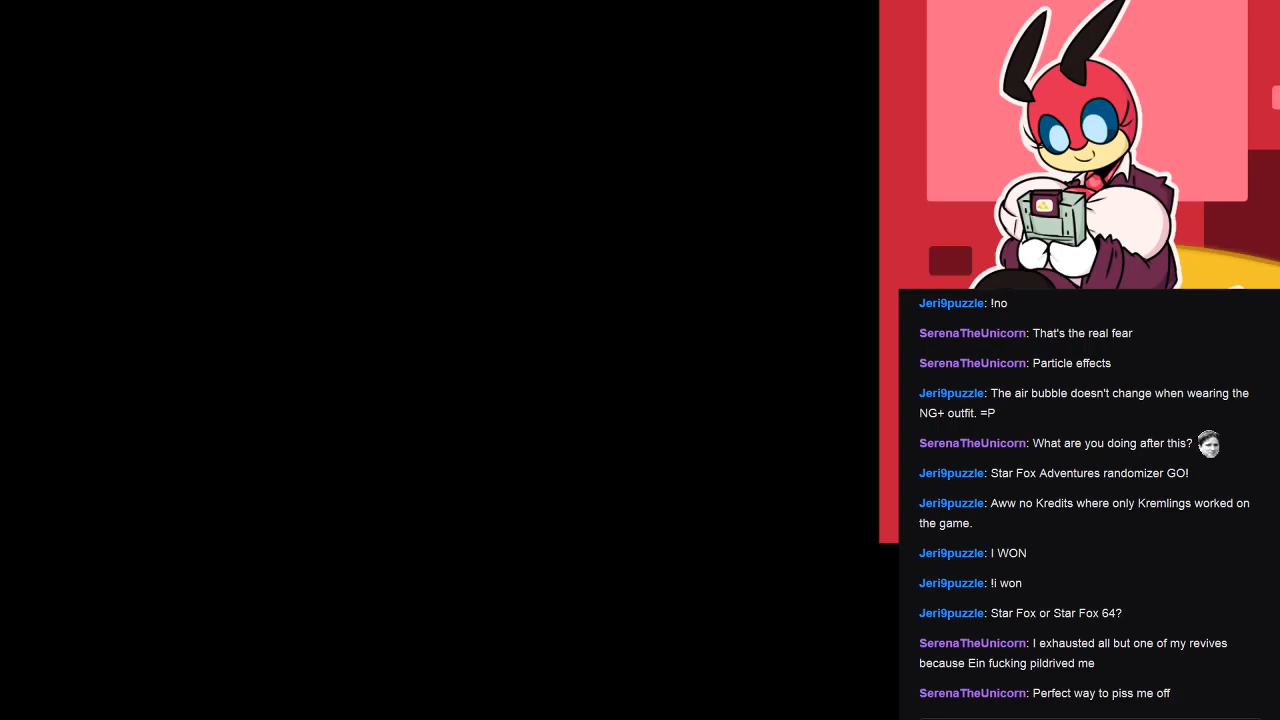 Jeri9puzzle: !no
SerenaTheUnicorn: That's the real fear
SerenaTheUnicorn: Particle effects
Jeri9puzzle: The air bubble doesn't change when wearing the
NG+ outfit. =P
SerenaTheUnicorn: What are you doing after this?
Jeri9puzzle: Star Fox Adventures randomizer GO!
Jeri9puzzle: Aww no Kredits where only Kremlings worked on
the game.
Jeri9puzzle: I WON
Jeri9puzzle: !i won
Jeri9puzzle: Star Fox or Star Fox 64?
SerenaTheUnicorn: I exhausted all but one of my revives
because Ein fucking pildrived me
SerenaTheUnicorn: Perfect way to piss me off